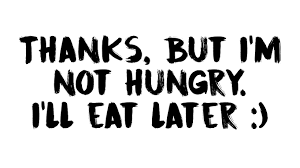 THANKS, BUT I'M
NOT HUNGRY.
I'LL EAT LATER :)